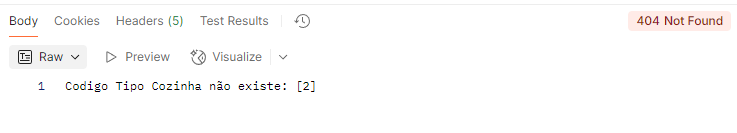 Body Cookies Headers (5) Test Results 404 Not Found
Raw Preview Visualize
1 Codigo Tipo Cozinha não existe: [2]